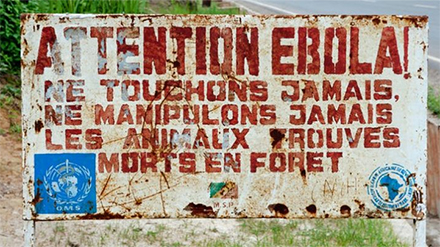 ATTENTION EBOLA!
NE TOUCHONS JAMAIS,
NE MANIPULONS JAMAIS
LES ANIMAUX TROUVES
MORTS EN FORET
OMS
M.S.P